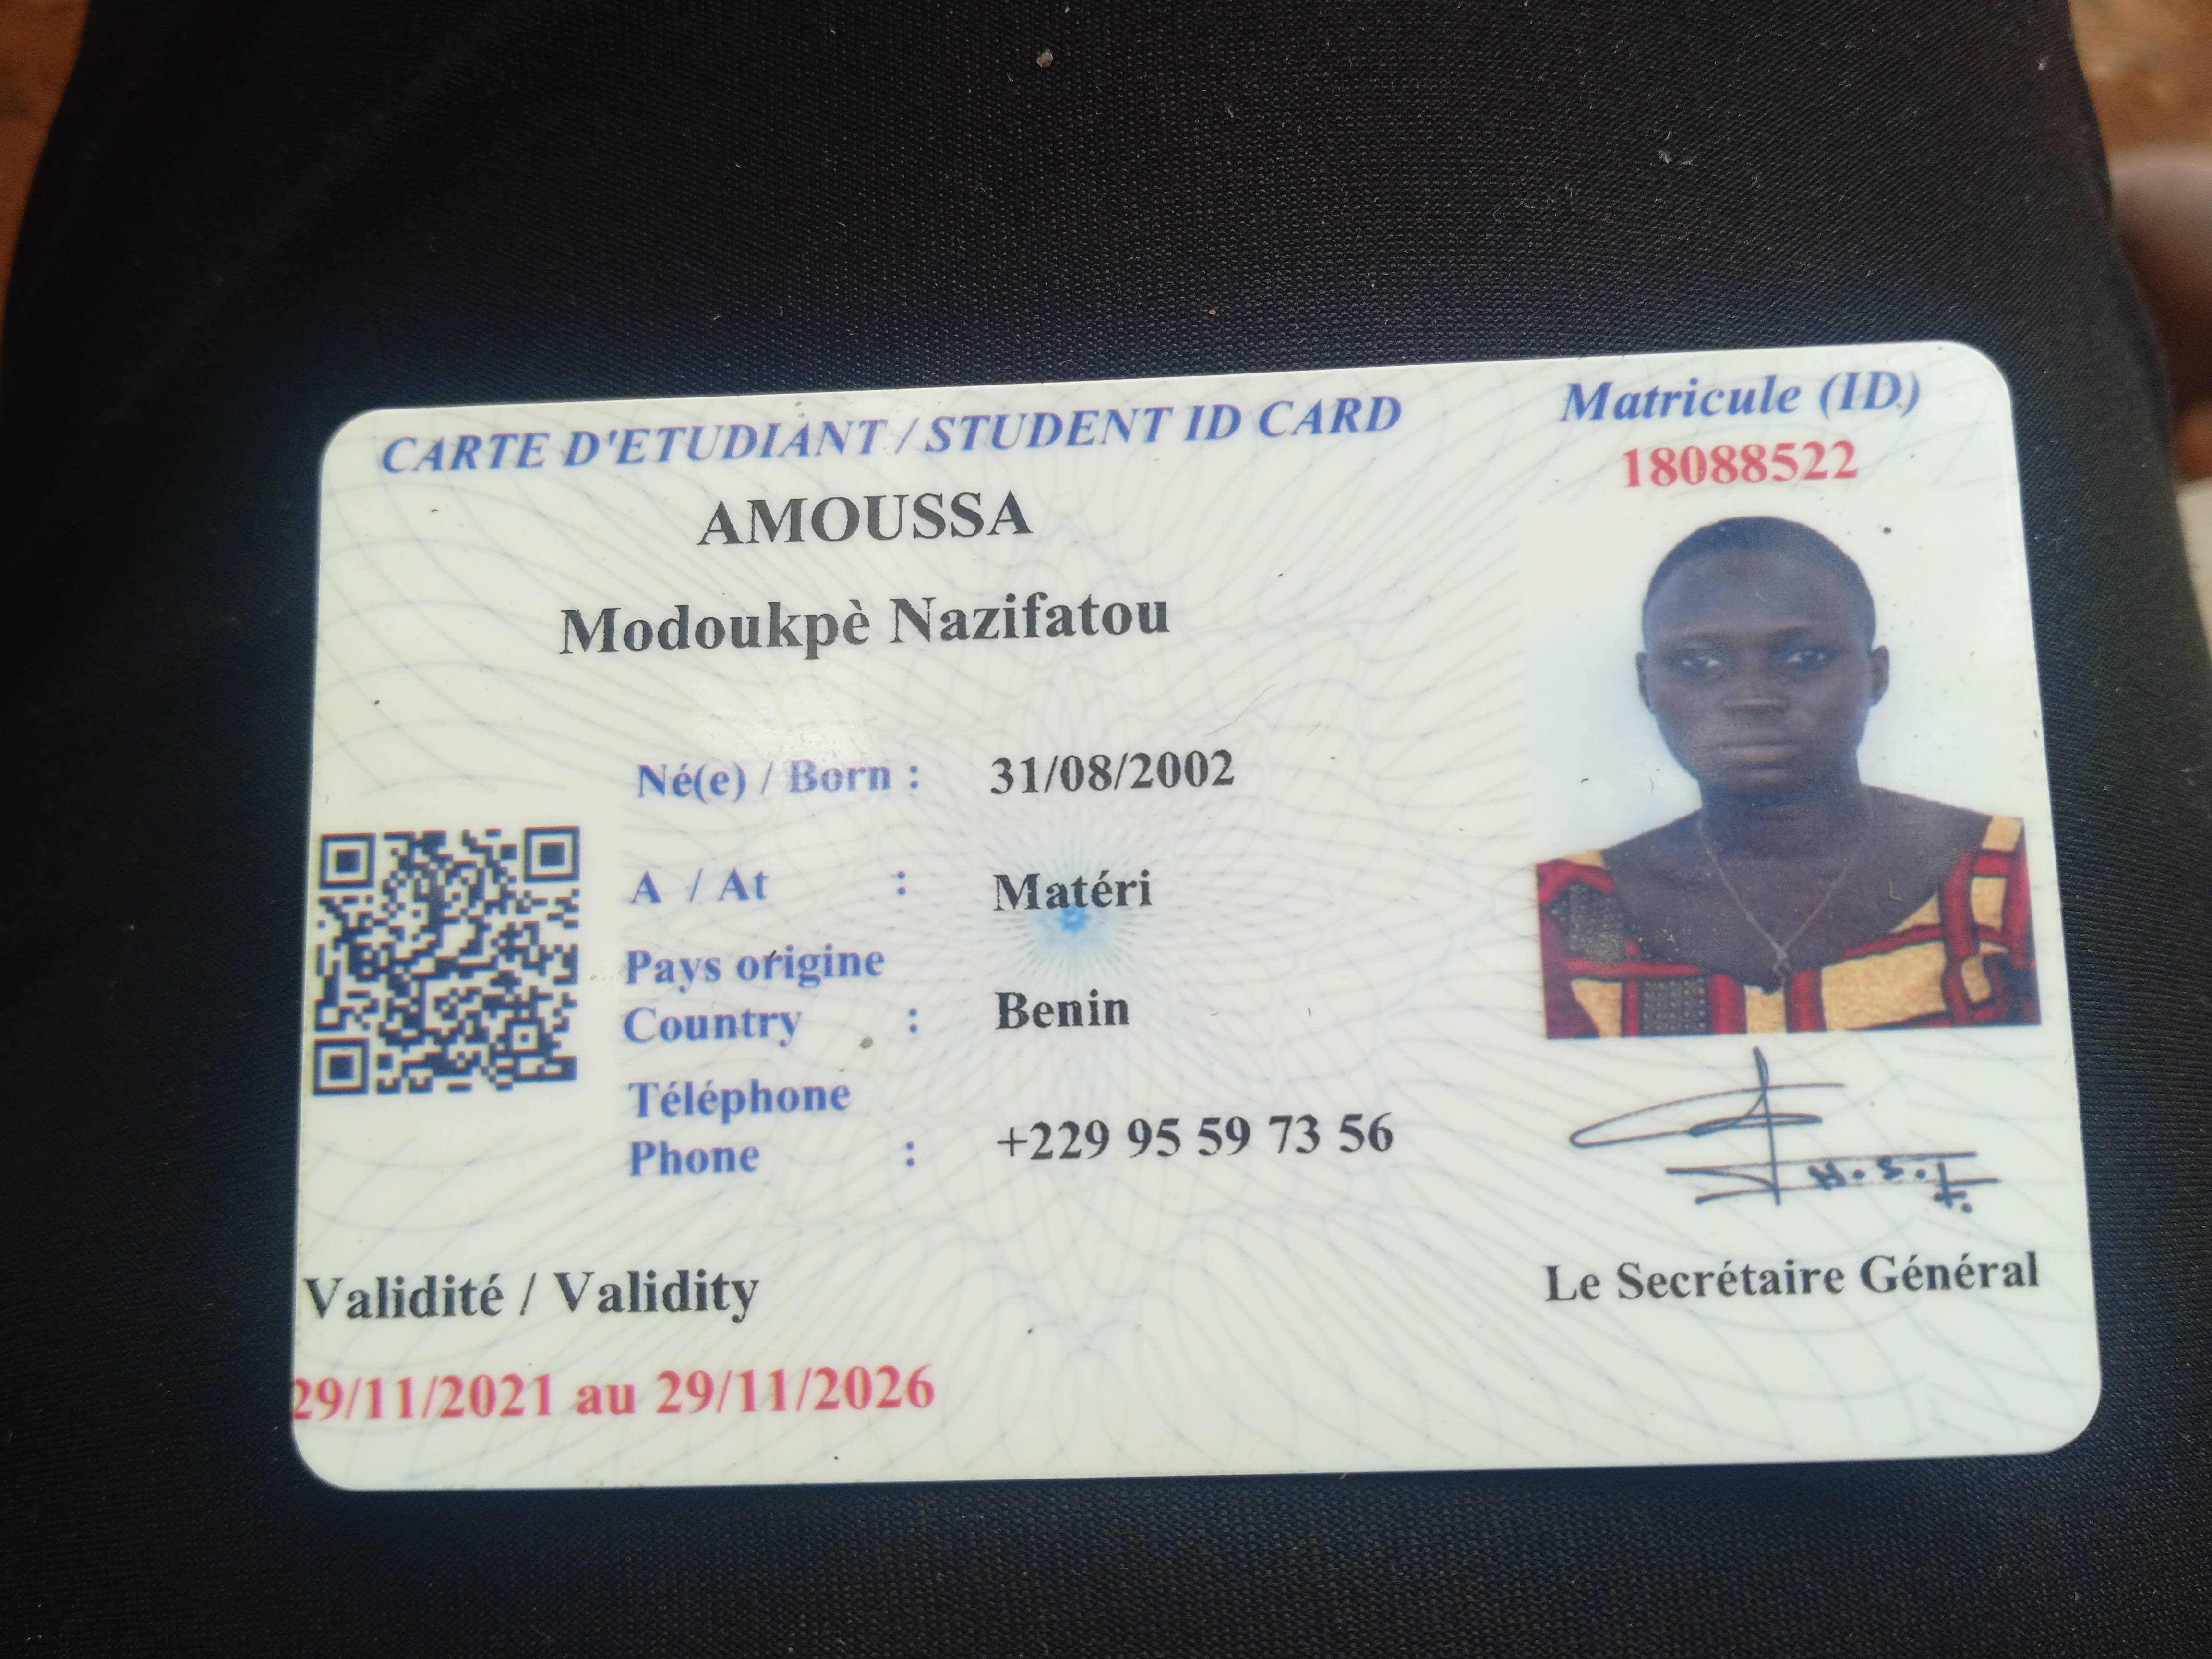 CARTE D'ETUDIANT / STUDENT ID CARD
Matricule (ID)
18088522
AMOUSSA
Modoukpè Nazifatou
Né(e) / Born : 31/08/2002
A / At : Matéri
Pays origine
Country : Benin
Téléphone
Phone : +229 95 59 73 56
Validité / Validity
29/11/2021 au 29/11/2026
Le Secrétaire Général